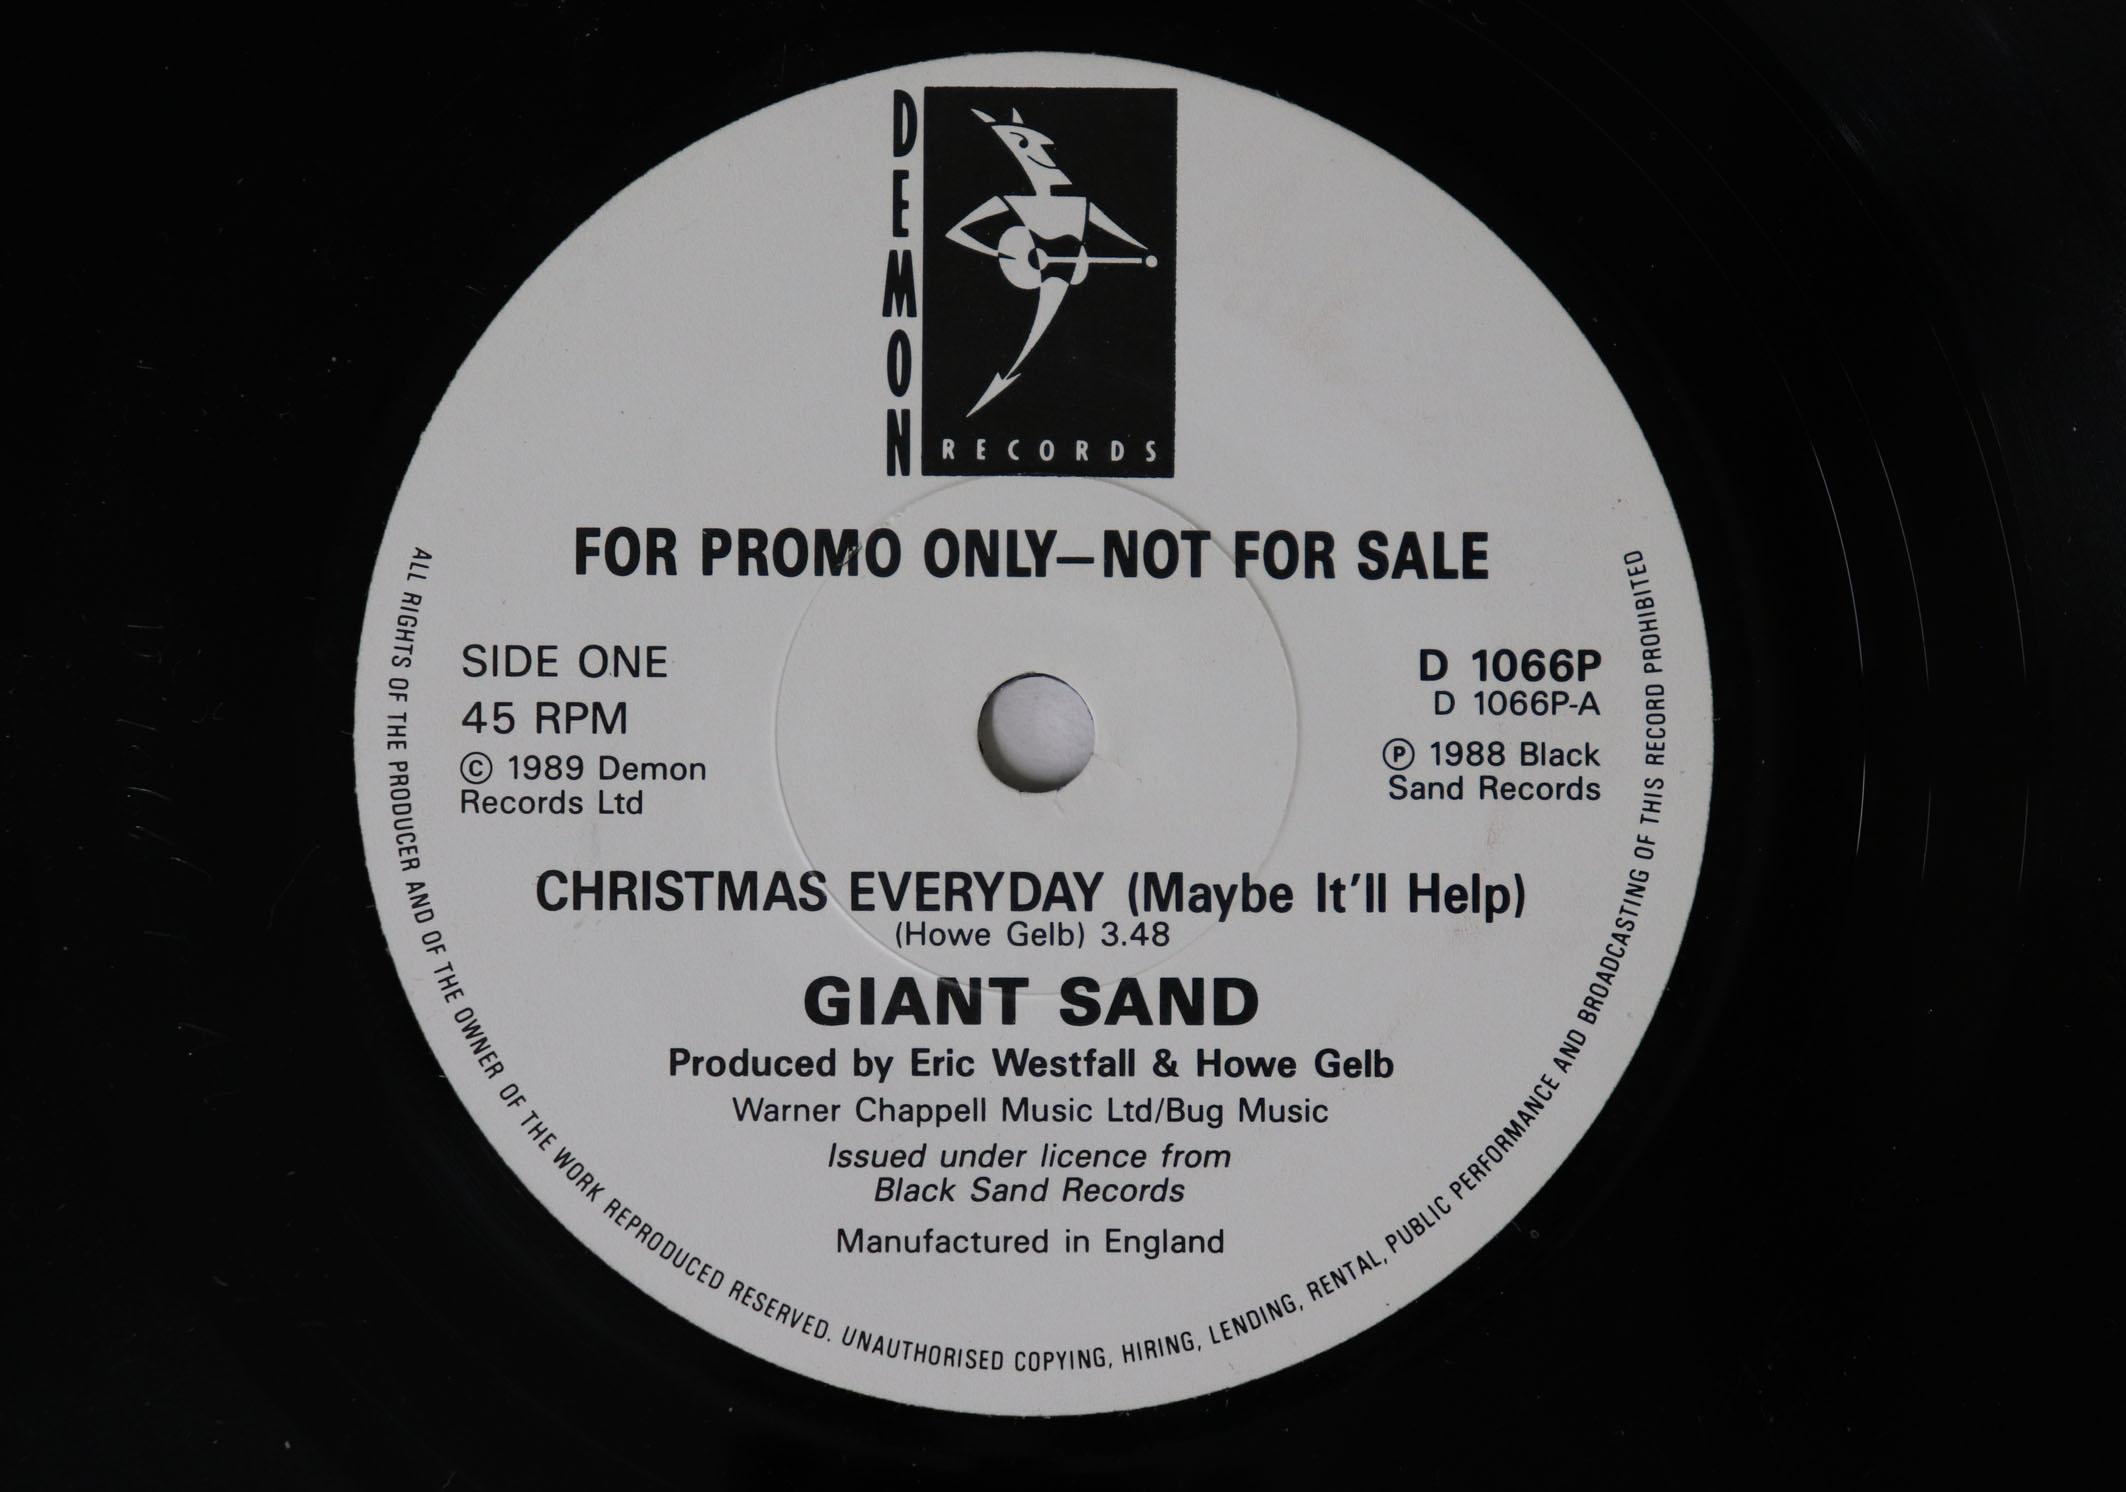 DEMON
RECORDS
FOR PROMO ONLY—NOT FOR SALE
SIDE ONE
45 RPM
© 1989 Demon
Records Ltd
D 1066P
D 1066P-A
℗ 1988 Black
Sand Records
CHRISTMAS EVERYDAY (Maybe It'll Help)
(Howe Gelb) 3.48
GIANT SAND
Produced by Eric Westfall & Howe Gelb
Warner Chappell Music Ltd/Bug Music
Issued under licence from
Black Sand Records
Manufactured in England
ALL RIGHTS OF THE PRODUCER AND OF THE OWNER OF THE WORK REPRODUCED RESERVED. UNAUTHORISED COPYING, HIRING, LENDING, RENTAL, PUBLIC PERFORMANCE AND BROADCASTING OF THIS RECORD PROHIBITED